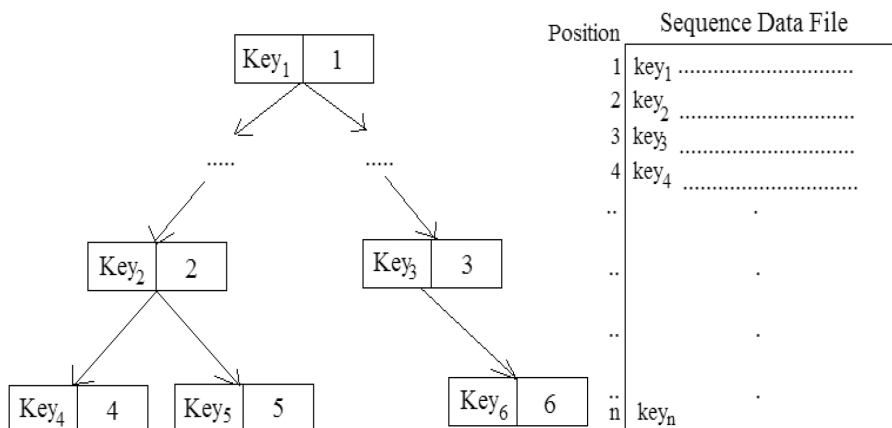 Sequence Data File
Position
Key₁ 1
1 key₁ ...............................
2 key₂ ...............................
3 key₃ ...............................
4 key₄ ...............................
..... .....
.. .
Key₂ 2
Key₃ 3
.. .
.. .
.. .
Key₄ 4
Key₅ 5
Key₆ 6
n keyₙ